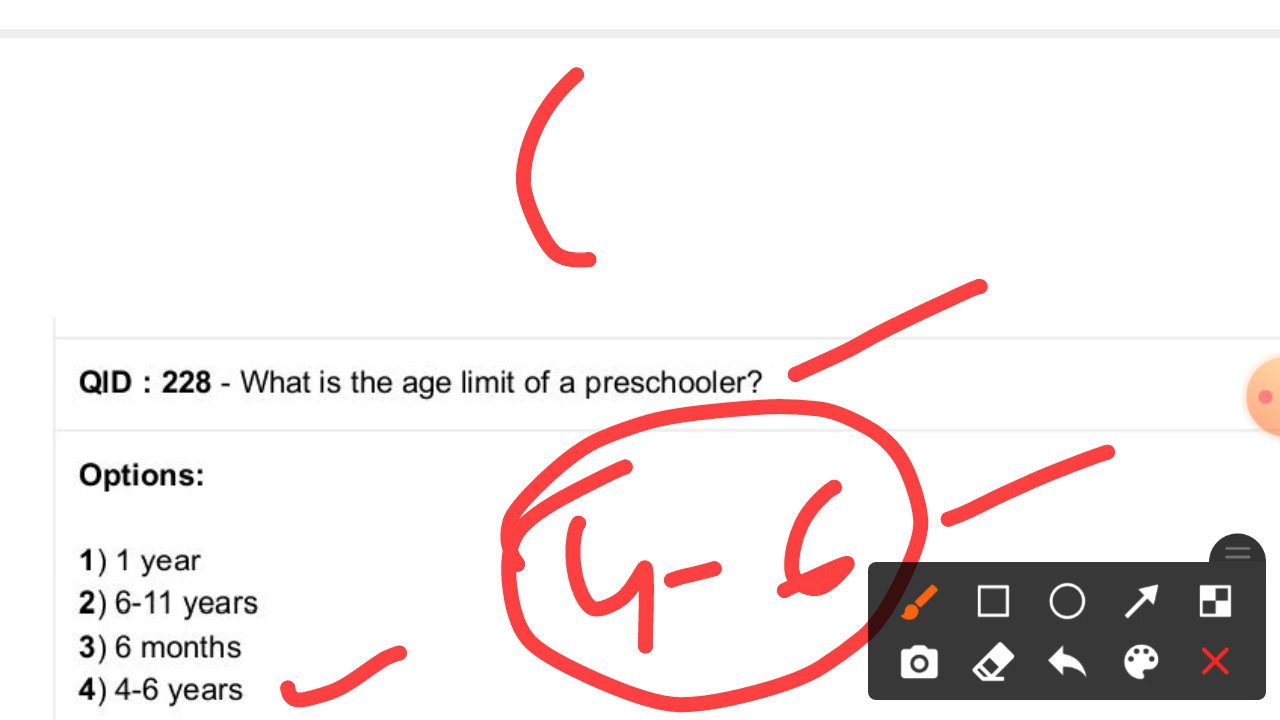 QID : 228 - What is the age limit of a preschooler?
Options:
4- 6
1) 1 year
2) 6-11 years
3) 6 months
4) 4-6 years